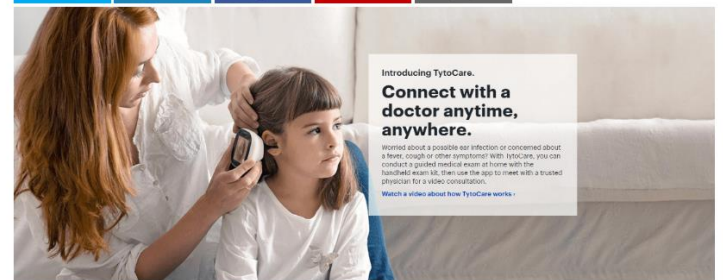 Introducing TytoCare.
Connect with a
doctor anytime,
anywhere.
Worried about a possible ear infection or concerned about
a fever, cough or other symptoms? With TytoCare, you can
conduct a guided medical exam at home with the
handheld exam kit, then use the app to meet with a trusted
physician for a video consultation.
Watch a video about how TytoCare works ›